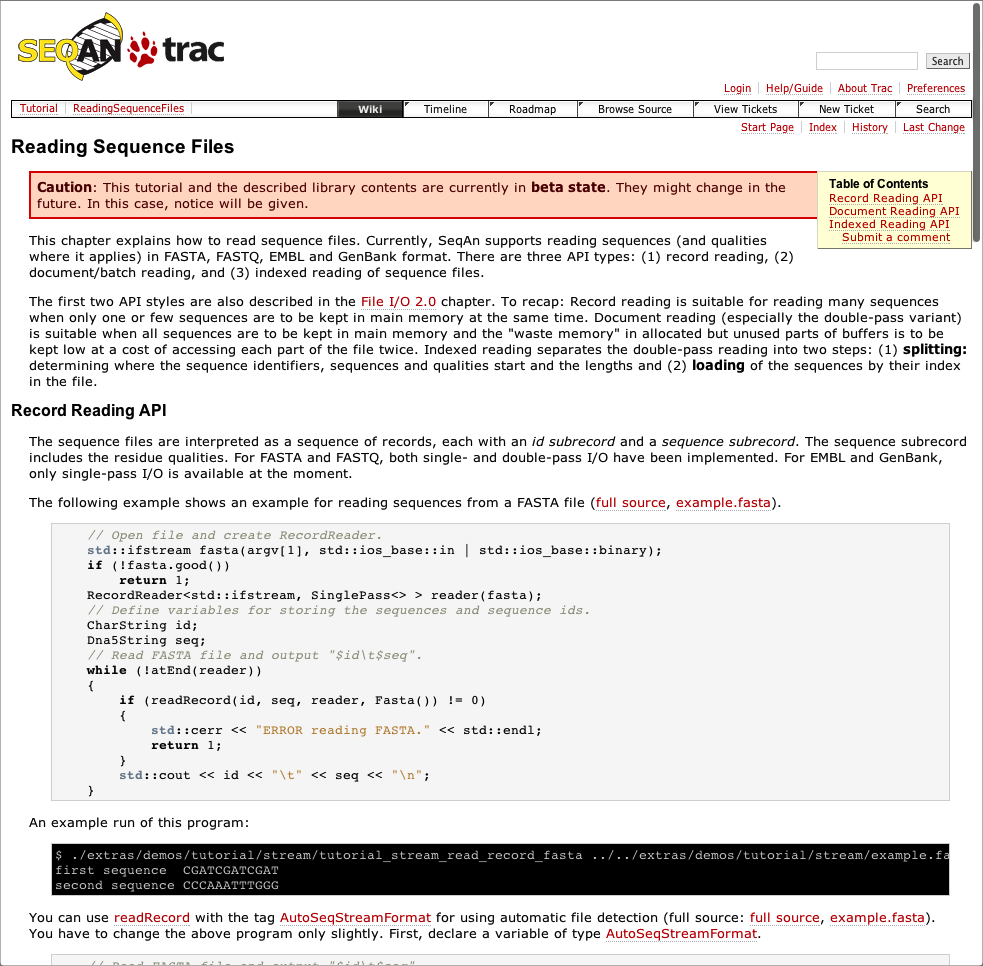 SEQAN trac
Search
Login Help/Guide About Trac Preferences
Tutorial ReadingSequenceFiles Wiki Timeline Roadmap Browse Source View Tickets New Ticket Search
Start Page Index History Last Change
Reading Sequence Files
Caution: This tutorial and the described library contents are currently in beta state. They might change in the
future. In this case, notice will be given.
Table of Contents
Record Reading API
Document Reading API
Indexed Reading API
Submit a comment
This chapter explains how to read sequence files. Currently, SeqAn supports reading sequences (and qualities
where it applies) in FASTA, FASTQ, EMBL and GenBank format. There are three API types: (1) record reading, (2)
document/batch reading, and (3) indexed reading of sequence files.
The first two API styles are also described in the File I/O 2.0 chapter. To recap: Record reading is suitable for reading many sequences
when only one or few sequences are to be kept in main memory at the same time. Document reading (especially the double-pass variant)
is suitable when all sequences are to be kept in main memory and the "waste memory" in allocated but unused parts of buffers is to be
kept low at a cost of accessing each part of the file twice. Indexed reading separates the double-pass reading into two steps: (1) splitting:
determining where the sequence identifiers, sequences and qualities start and the lengths and (2) loading of the sequences by their index
in the file.
Record Reading API
The sequence files are interpreted as a sequence of records, each with an id subrecord and a sequence subrecord. The sequence subrecord
includes the residue qualities. For FASTA and FASTQ, both single- and double-pass I/O have been implemented. For EMBL and GenBank,
only single-pass I/O is available at the moment.
The following example shows an example for reading sequences from a FASTA file (full source, example.fasta).
// Open file and create RecordReader.
std::ifstream fasta(argv[1], std::ios_base::in | std::ios_base::binary);
if (!fasta.good())
return 1;
RecordReader<std::ifstream, SinglePass<> > reader(fasta);
// Define variables for storing the sequences and sequence ids.
CharString id;
Dna5String seq;
// Read FASTA file and output "$id\t$seq".
while (!atEnd(reader))
{
if (readRecord(id, seq, reader, Fasta()) != 0)
{
std::cerr << "ERROR reading FASTA." << std::endl;
return 1;
}
std::cout << id << "\t" << seq << "\n";
}
An example run of this program:
$ ./extras/demos/tutorial/stream/tutorial_stream_read_record_fasta ../../extras/demos/tutorial/stream/example.fa
first sequence CGATCGATCGAT
second sequence CCCAAATTTGGG
You can use readRecord with the tag AutoSeqStreamFormat for using automatic file detection (full source: full source, example.fasta).
You have to change the above program only slightly. First, declare a variable of type AutoSeqStreamFormat.
// Read FASTA file and output "$id\t$seq".